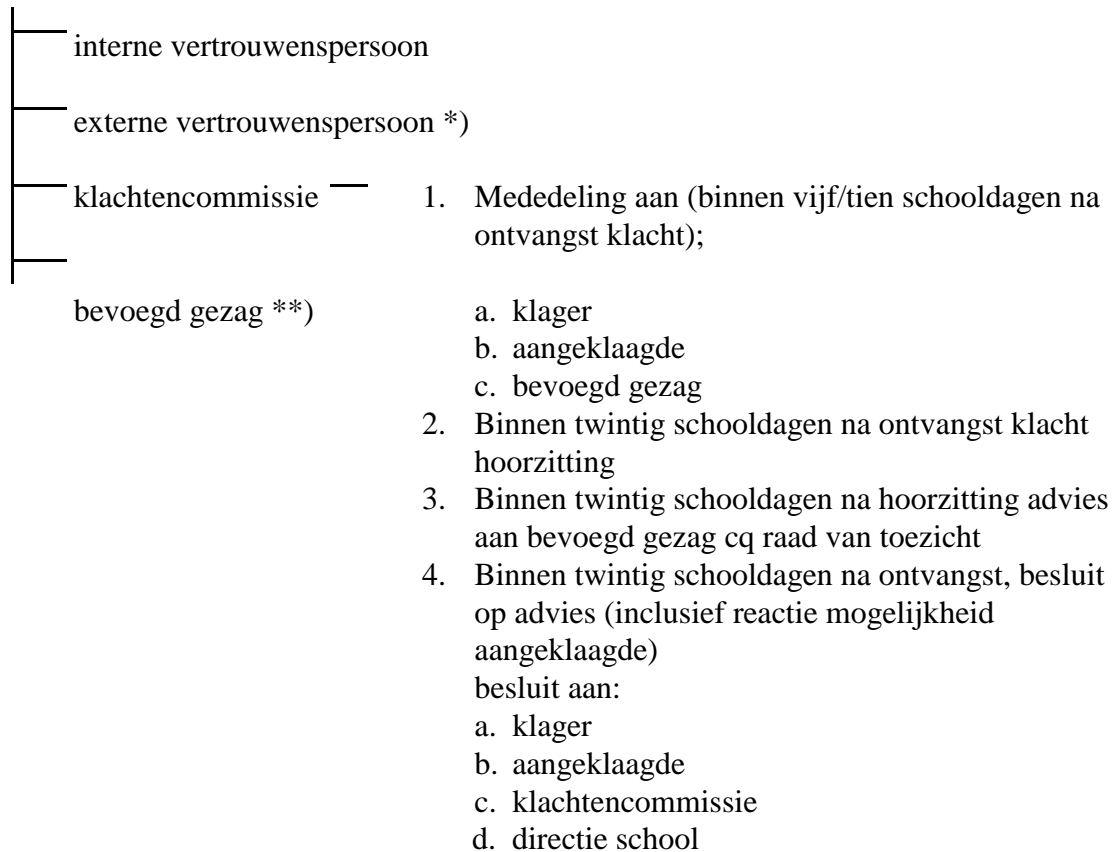 interne vertrouwenspersoon
externe vertrouwenspersoon *)
klachtencommissie 1. Mededeling aan (binnen vijf/tien schooldagen na
ontvangst klacht);
bevoegd gezag **) a. klager
b. aangeklaagde
c. bevoegd gezag
2. Binnen twintig schooldagen na ontvangst klacht
hoorzitting
3. Binnen twintig schooldagen na hoorzitting advies
aan bevoegd gezag cq raad van toezicht
4. Binnen twintig schooldagen na ontvangst, besluit
op advies (inclusief reactie mogelijkheid
aangeklaagde)
besluit aan:
a. klager
b. aangeklaagde
c. klachtencommissie
d. directie school